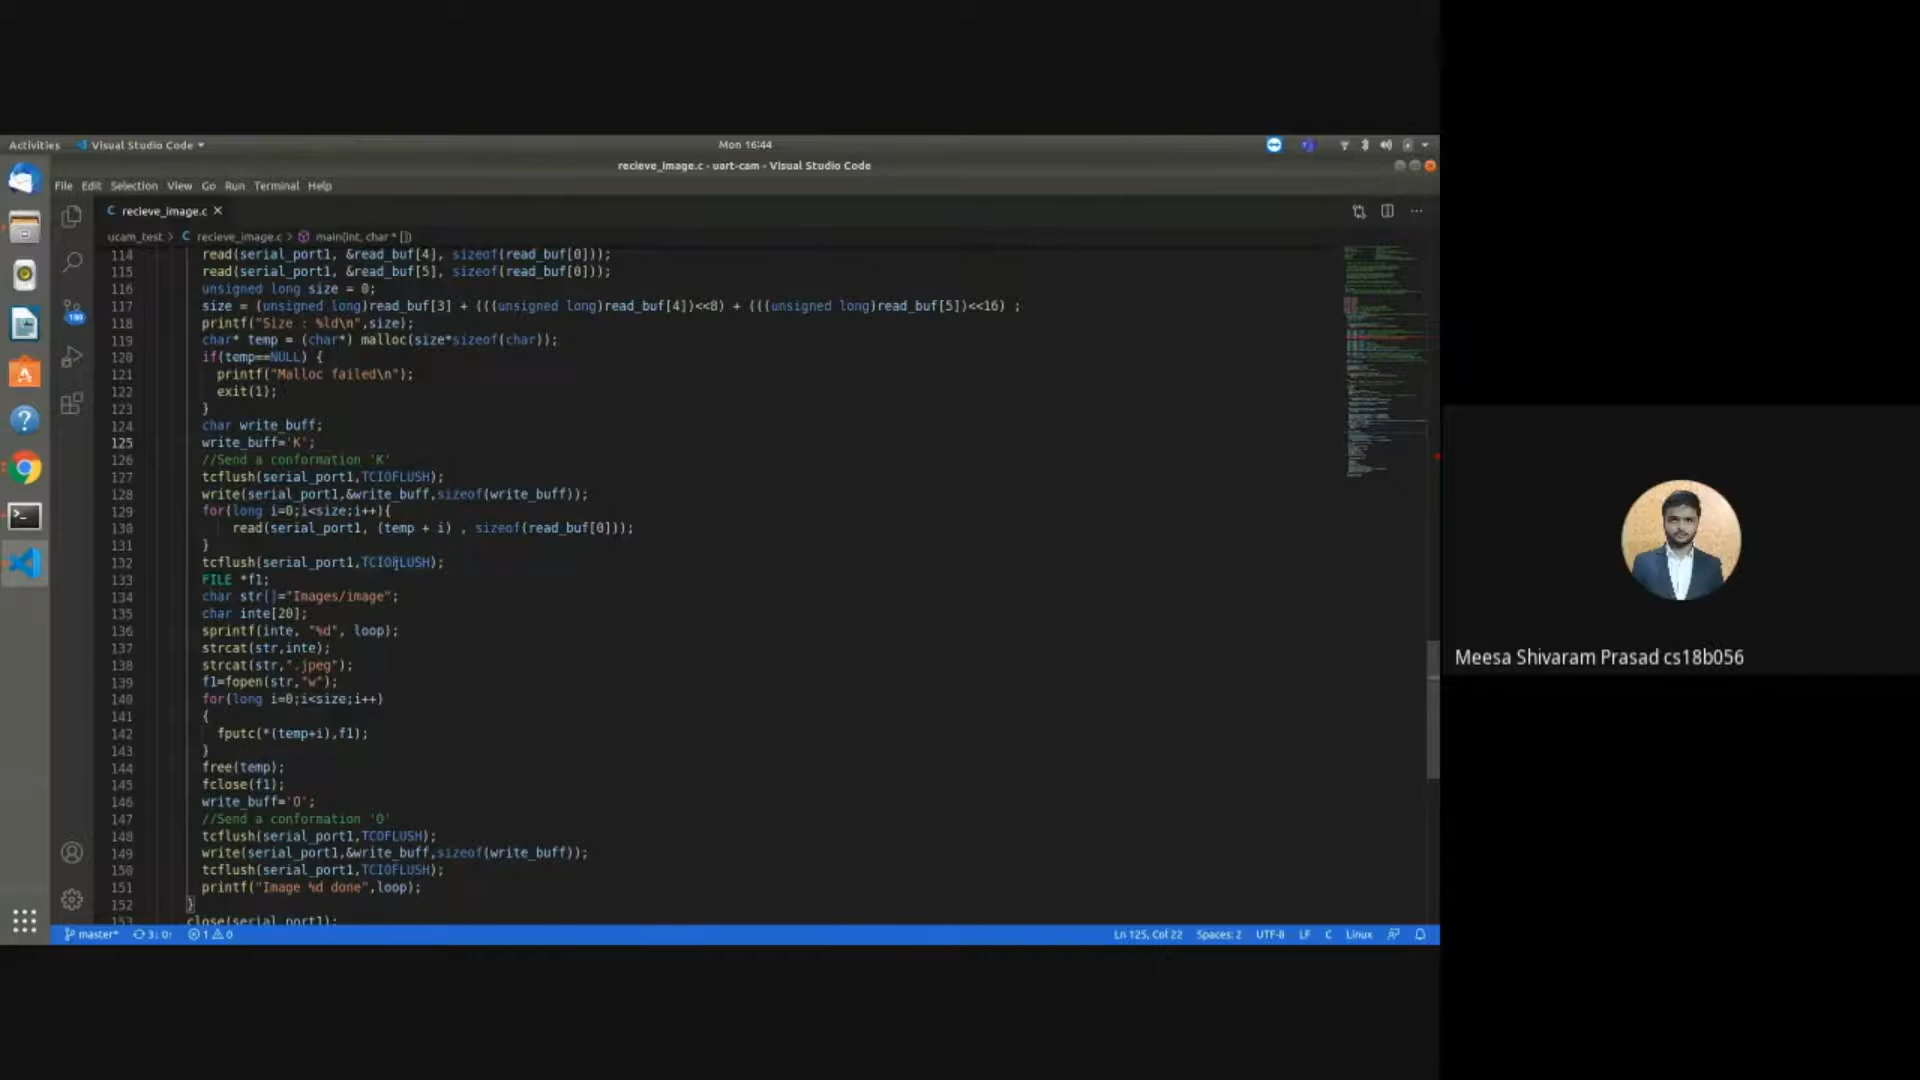 Activities Visual Studio Code Mon 16:44
recieve_image.c - uart-cam - Visual Studio Code
File Edit Selection View Go Run Terminal Help
C recieve_image.c
ucam_test > C recieve_image.c > main(int, char * [])
114 read(serial_port1, &read_buf[4], sizeof(read_buf[0]));
115 read(serial_port1, &read_buf[5], sizeof(read_buf[0]));
116 unsigned long size = 0;
117 size = (unsigned long)read_buf[3] + (((unsigned long)read_buf[4])<<8) + (((unsigned long)read_buf[5])<<16) ;
118 printf("Size : %ld\n",size);
119 char* temp = (char*) malloc(size*sizeof(char));
120 if(temp==NULL) {
121 printf("Malloc failed\n");
122 exit(1);
123 }
124 char write_buff;
125 write_buff='K';
126 //Send a conformation 'K'
127 tcflush(serial_port1,TCIOFLUSH);
128 write(serial_port1,&write_buff,sizeof(write_buff));
129 for(long i=0;i<size;i++){
130 read(serial_port1, (temp + i) , sizeof(read_buf[0]));
131 }
132 tcflush(serial_port1,TCIOFLUSH);
133 FILE *f1;
134 char str[]="Images/image";
135 char inte[20];
136 sprintf(inte, "%d", loop);
137 strcat(str,inte);
138 strcat(str,".jpeg");
139 f1=fopen(str,"w");
140 for(long i=0;i<size;i++)
141 {
142 fputc(*(temp+i),f1);
143 }
144 free(temp);
145 fclose(f1);
146 write_buff='O';
147 //Send a conformation 'O'
148 tcflush(serial_port1,TCOFLUSH);
149 write(serial_port1,&write_buff,sizeof(write_buff));
150 tcflush(serial_port1,TCIOFLUSH);
151 printf("Image %d done",loop);
152 }
153 close(serial_port1);
master* 3↓ 0↑ 1 0 Ln 125, Col 22 Spaces: 2 UTF-8 LF C Linux
Meesa Shivaram Prasad cs18b056